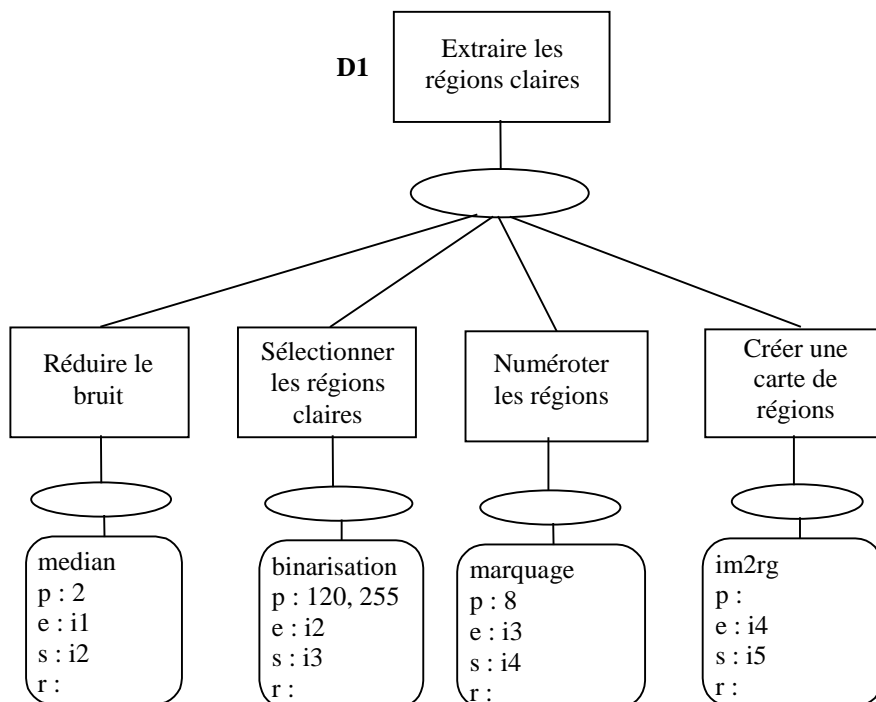 Extraire les
régions claires
D1
Réduire le
bruit
Sélectionner
les régions
claires
Numéroter
les régions
Créer une
carte de
régions
median
p : 2
e : i1
s : i2
r :
binarisation
p : 120, 255
e : i2
s : i3
r :
marquage
p : 8
e : i3
s : i4
r :
im2rg
p :
e : i4
s : i5
r :